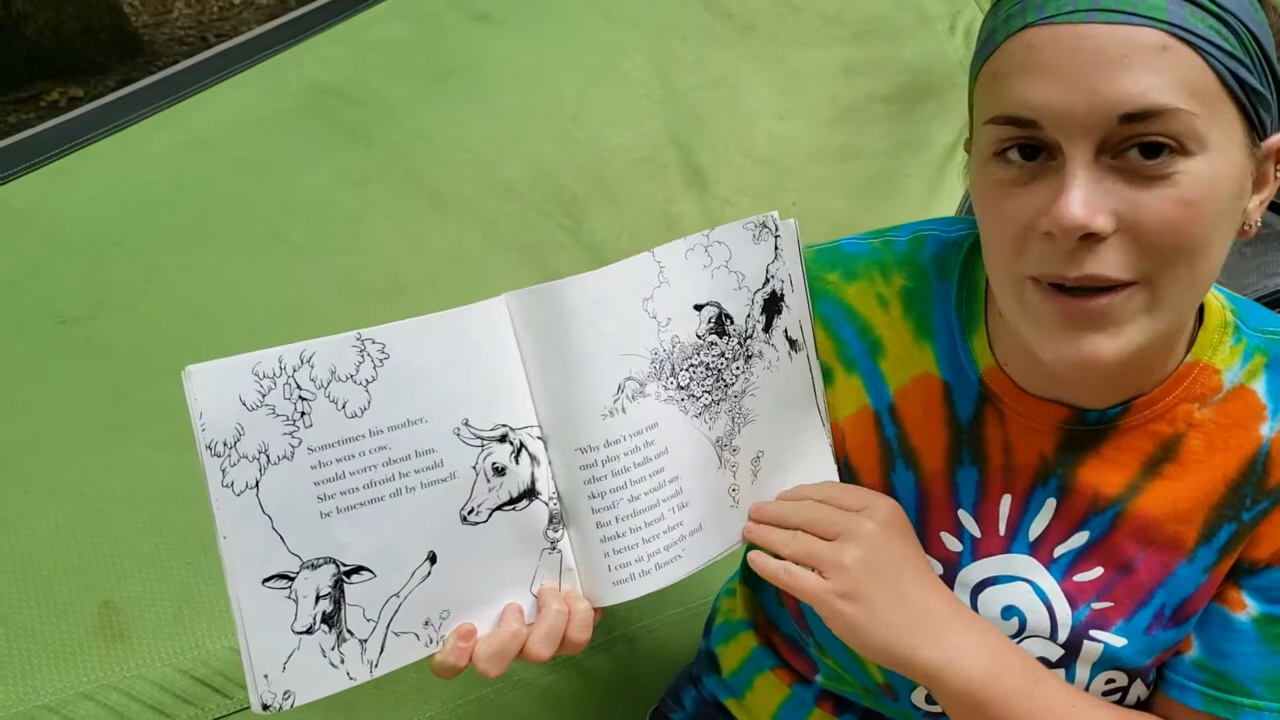 Sometimes his mother,
who was a cow,
would worry about him.
She was afraid he would
be lonesome all by himself.
"Why don't you run
and play with the
other little bulls and
skip and butt your
head?" she would say.
But Ferdinand would
shake his head. "I like
it better here where
I can sit just quietly and
smell the flowers."